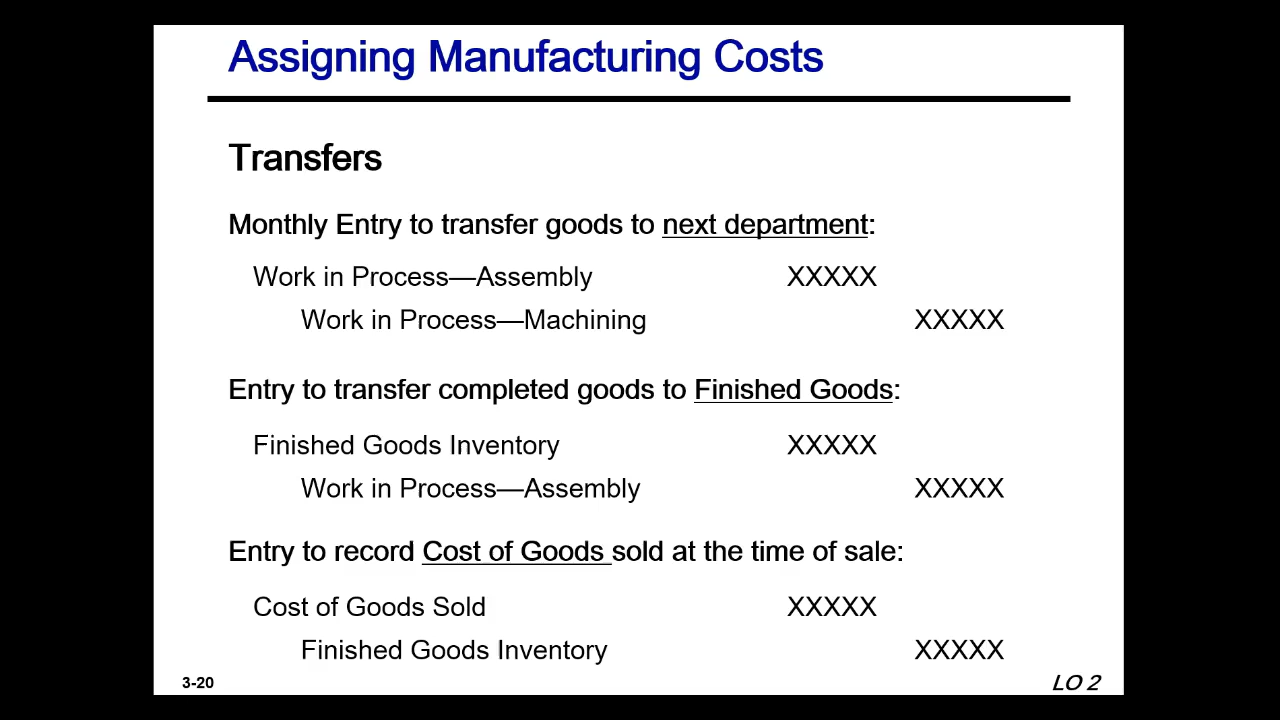 Assigning Manufacturing Costs
Transfers
Monthly Entry to transfer goods to next department:
Work in Process—Assembly XXXXX
Work in Process—Machining XXXXX
Entry to transfer completed goods to Finished Goods:
Finished Goods Inventory XXXXX
Work in Process—Assembly XXXXX
Entry to record Cost of Goods sold at the time of sale:
Cost of Goods Sold XXXXX
Finished Goods Inventory XXXXX
3-20 LO 2